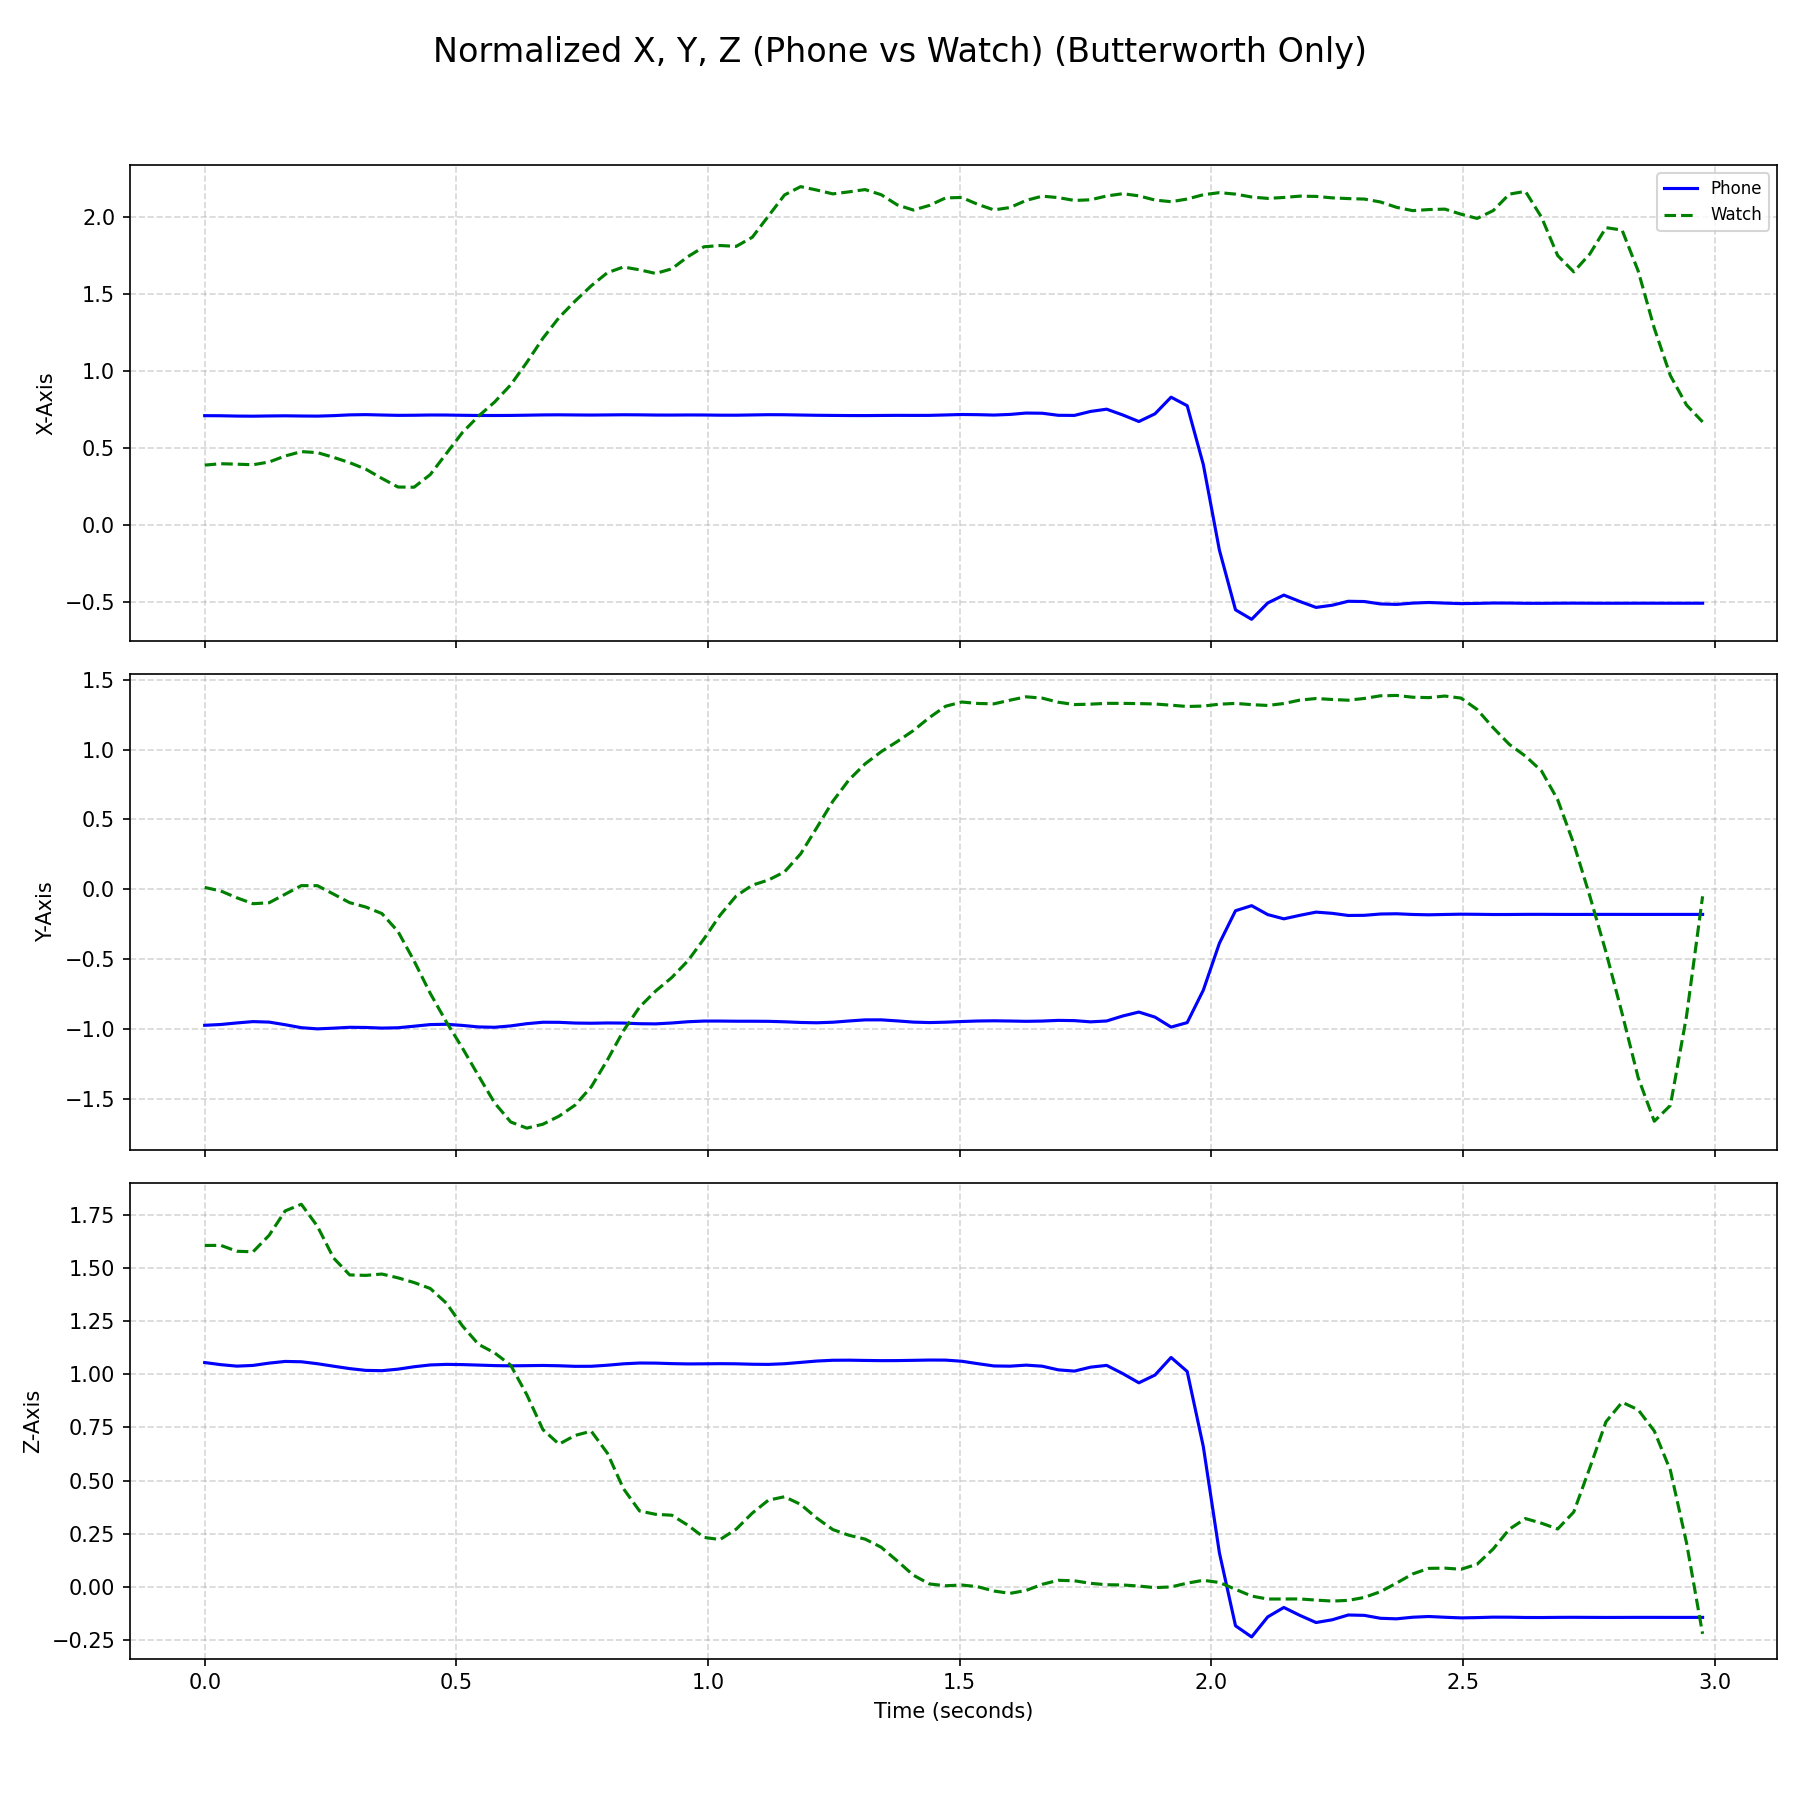 Normalized X, Y, Z (Phone vs Watch) (Butterworth Only)
Phone
Watch
X-Axis
2.0
1.5
1.0
0.5
0.0
−0.5
Y-Axis
1.5
1.0
0.5
0.0
−0.5
−1.0
−1.5
Z-Axis
1.75
1.50
1.25
1.00
0.75
0.50
0.25
0.00
−0.25
0.0 0.5 1.0 1.5 2.0 2.5 3.0
Time (seconds)